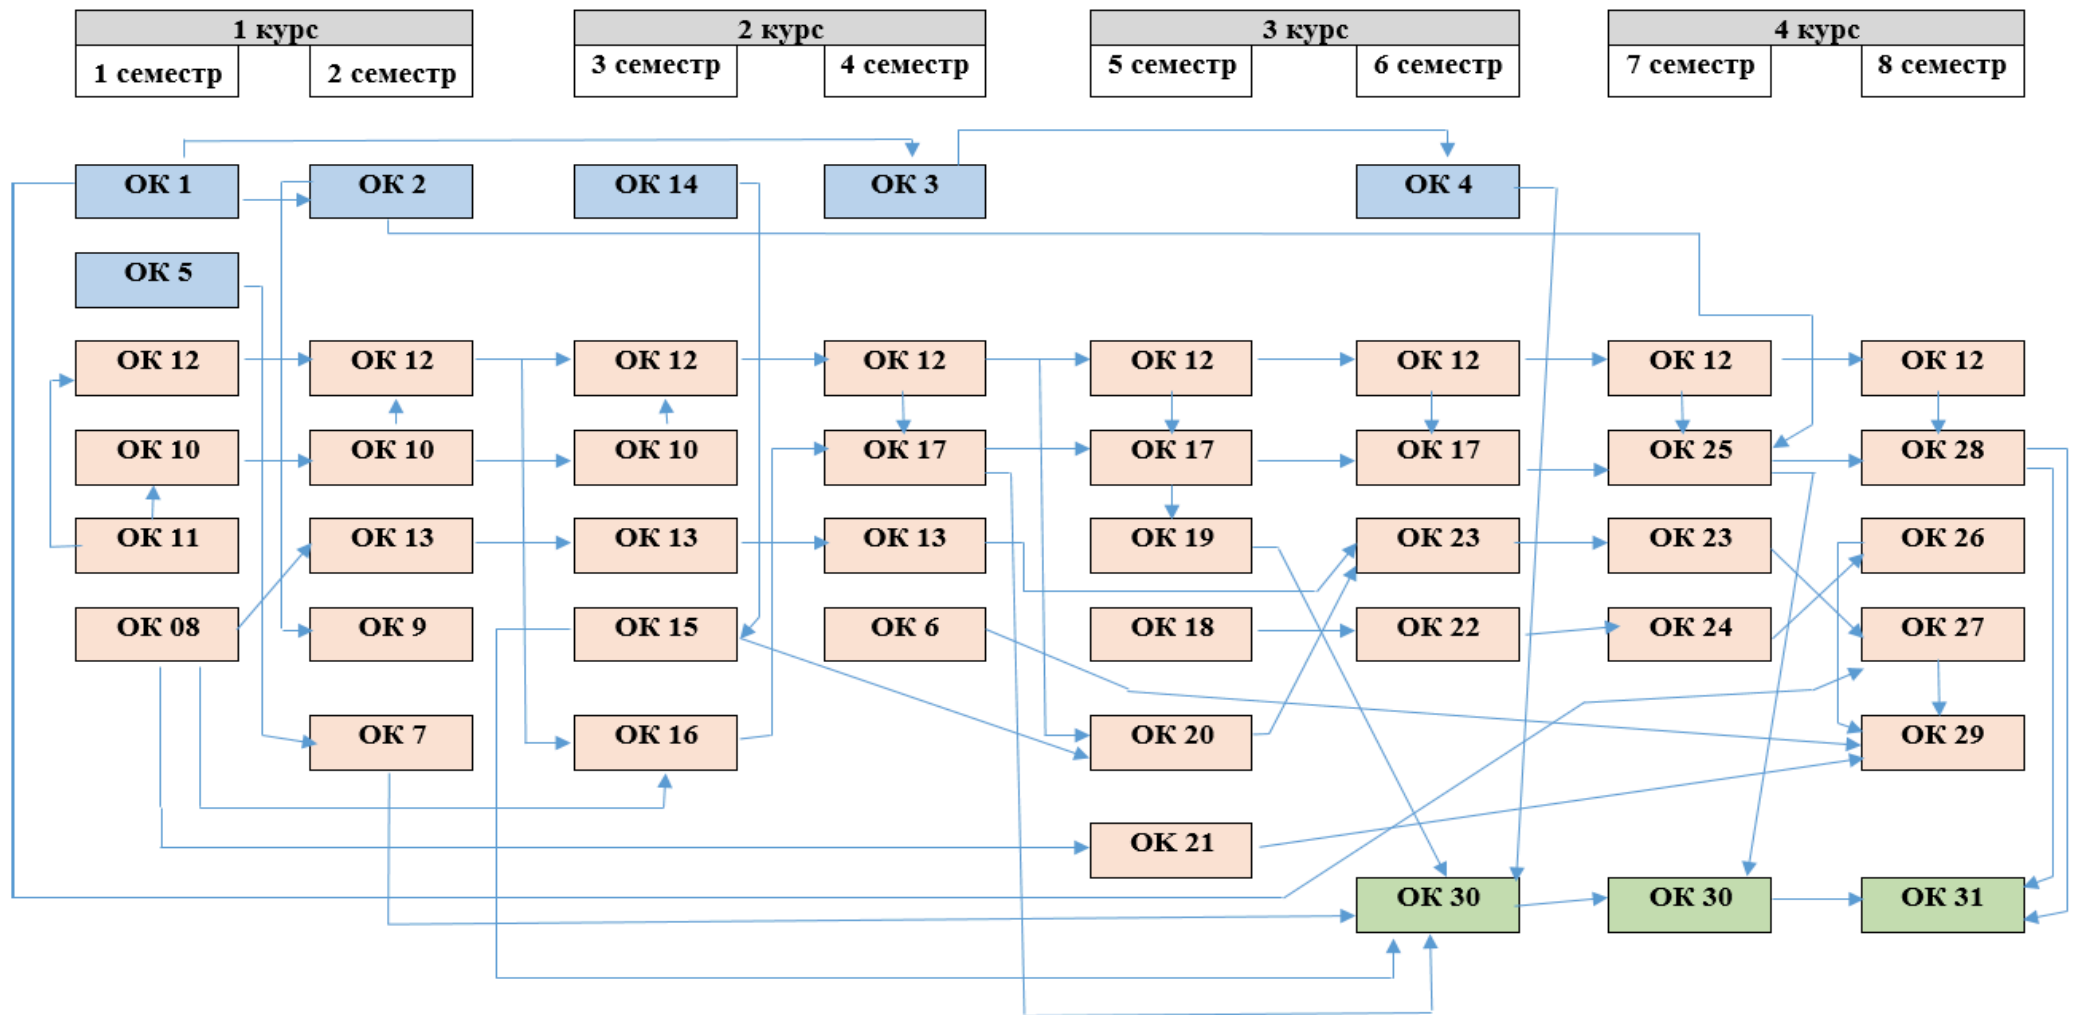 1 курс 2 курс 3 курс 4 курс
1 семестр 2 семестр 3 семестр 4 семестр 5 семестр 6 семестр 7 семестр 8 семестр
ОК 1 ОК 2 ОК 14 ОК 3 ОК 4
ОК 5
ОК 12 ОК 12 ОК 12 ОК 12 ОК 12 ОК 12 ОК 12 ОК 12
ОК 10 ОК 10 ОК 10 ОК 17 ОК 17 ОК 17 ОК 25 ОК 28
ОК 11 ОК 13 ОК 13 ОК 13 ОК 19 ОК 23 ОК 23 ОК 26
ОК 08 ОК 9 ОК 15 ОК 6 ОК 18 ОК 22 ОК 24 ОК 27
ОК 7 ОК 16 ОК 20 ОК 29
ОК 21
ОК 30 ОК 30 ОК 31